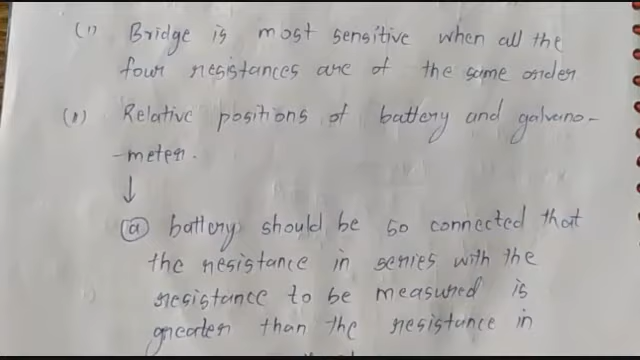 (i) Bridge is most sensitive when all the
four resistances are of the same order
(ii) Relative positions of battery and galvano-
-meter.
↓
(a) battery should be so connected that
the resistance in series with the
resistance to be measured is
greater than the resistance in